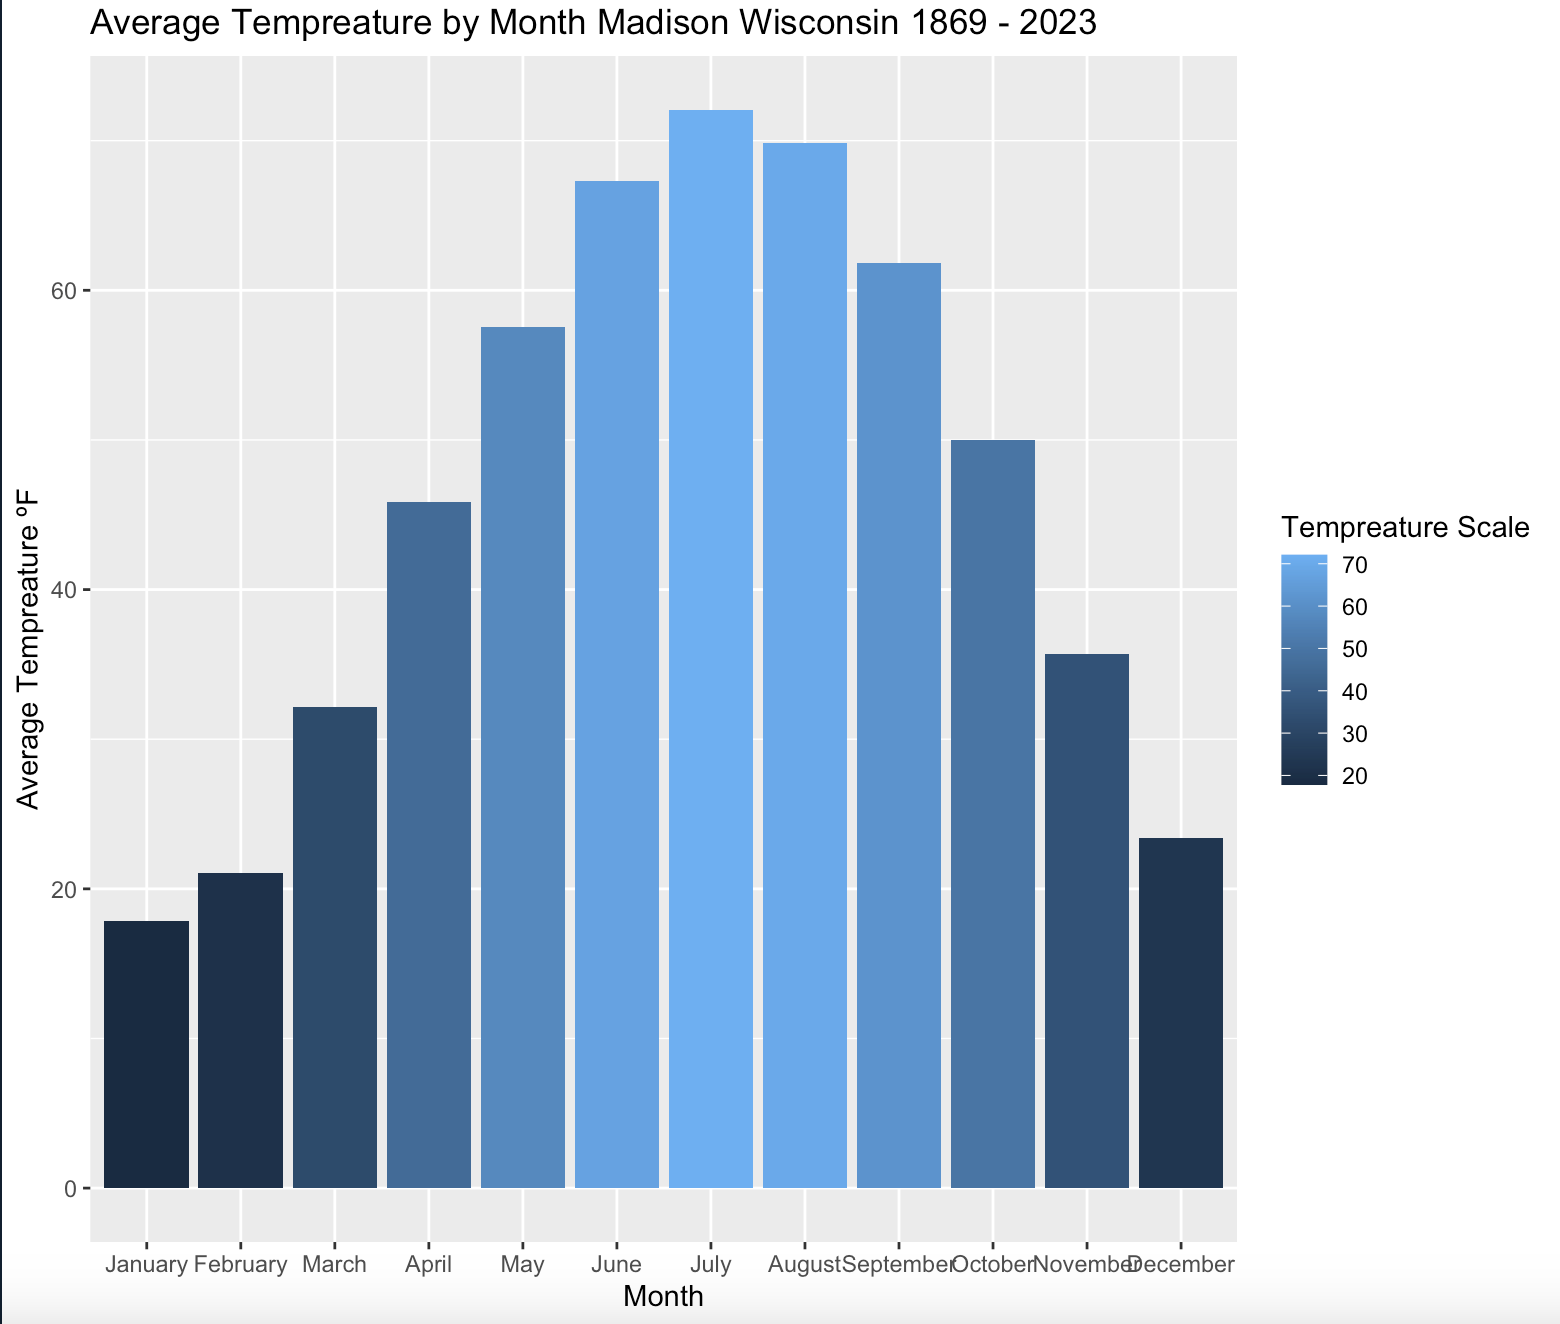 Average Tempreature by Month Madison Wisconsin 1869 - 2023
Average Tempreature ºF
60
40
20
0
January February March April May June July August September October November December
Month
Tempreature Scale
70
60
50
40
30
20